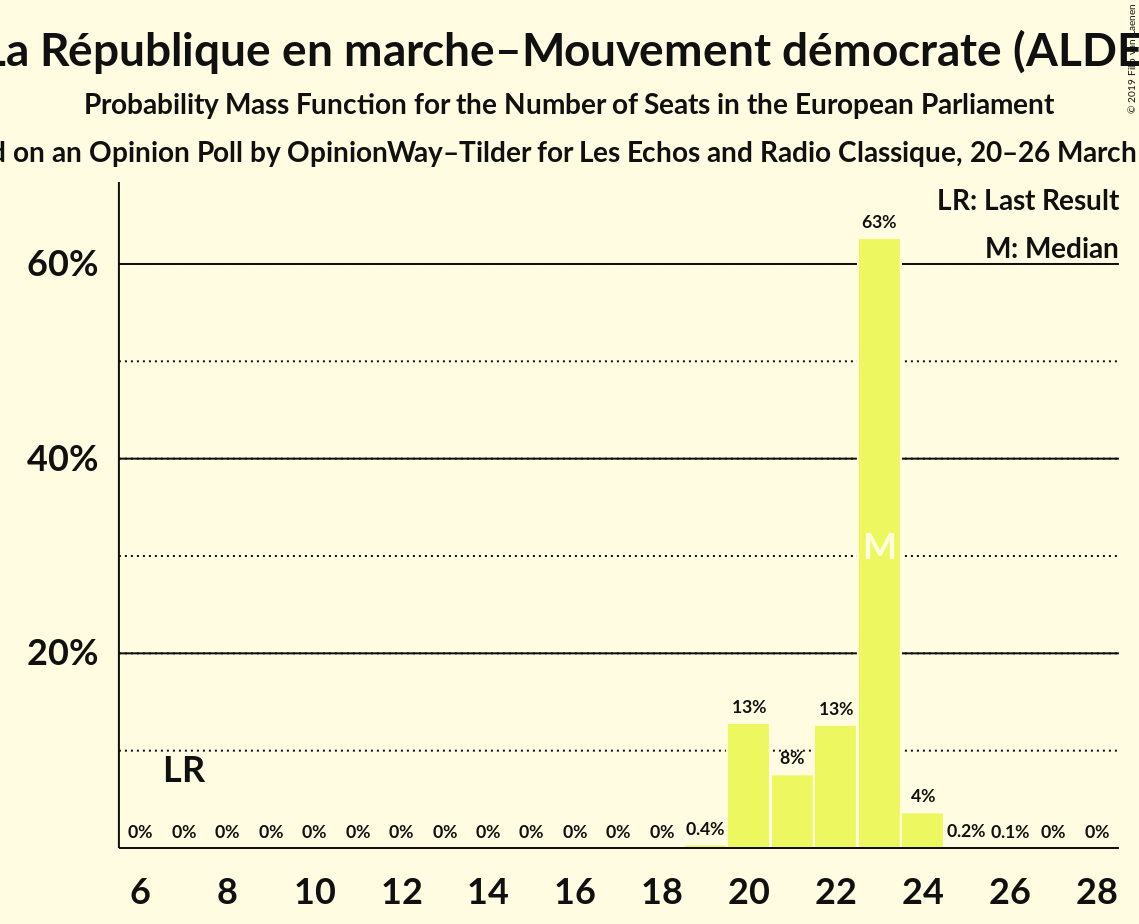 La République en marche–Mouvement démocrate (ALDE
Probability Mass Function for the Number of Seats in the European Parliament
d on an Opinion Poll by OpinionWay–Tilder for Les Echos and Radio Classique, 20–26 March
© 2019
LR: Last Result
M: Median
63%
60%
40%
M
20%
13%
13%
8%
LR
4%
0% 0% 0% 0% 0% 0% 0% 0% 0% 0% 0% 0% 0% 0.4% 0.2% 0.1% 0% 0%
6 8 10 12 14 16 18 20 22 24 26 28